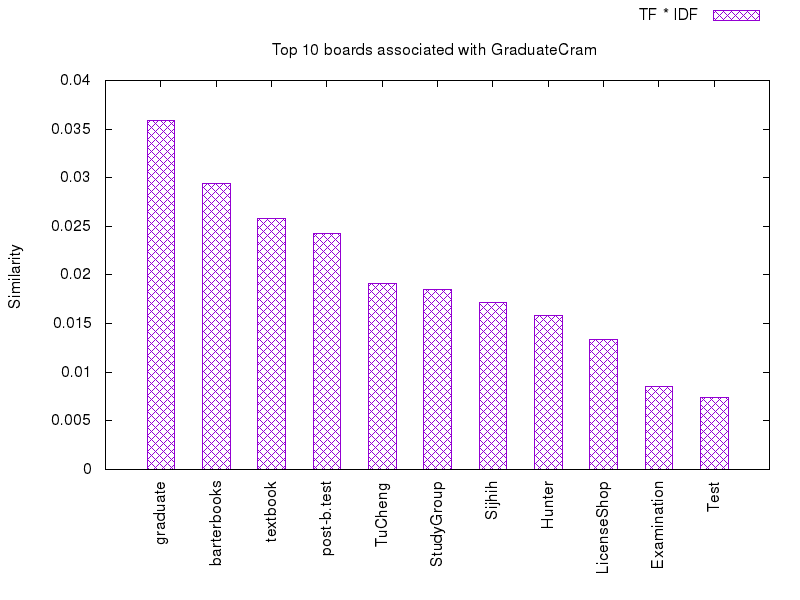 TF * IDF
Top 10 boards associated with GraduateCram
0.04
0.035
0.03
0.025
0.02
0.015
0.01
0.005
0
Similarity
graduate
barterbooks
textbook
post-b.test
TuCheng
StudyGroup
Sijhih
Hunter
LicenseShop
Examination
Test